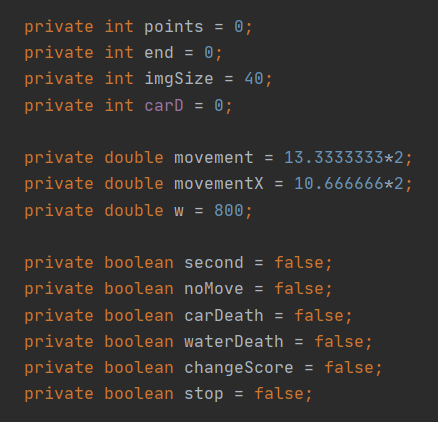 private int points = 0;
private int end = 0;
private int imgSize = 40;
private int carD = 0;
private double movement = 13.3333333*2;
private double movementX = 10.666666*2;
private double w = 800;
private boolean second = false;
private boolean noMove = false;
private boolean carDeath = false;
private boolean waterDeath = false;
private boolean changeScore = false;
private boolean stop = false;